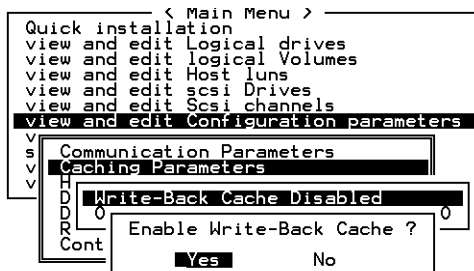 < Main Menu >
Quick installation
view and edit Logical drives
view and edit logical Volumes
view and edit Host luns
view and edit scsi Drives
view and edit Scsi channels
view and edit Configuration parameters
v
s Communication Parameters
v Caching Parameters
v H
D Write-Back Cache Disabled
D O O
R Enable Write-Back Cache ?
Cont
Yes No